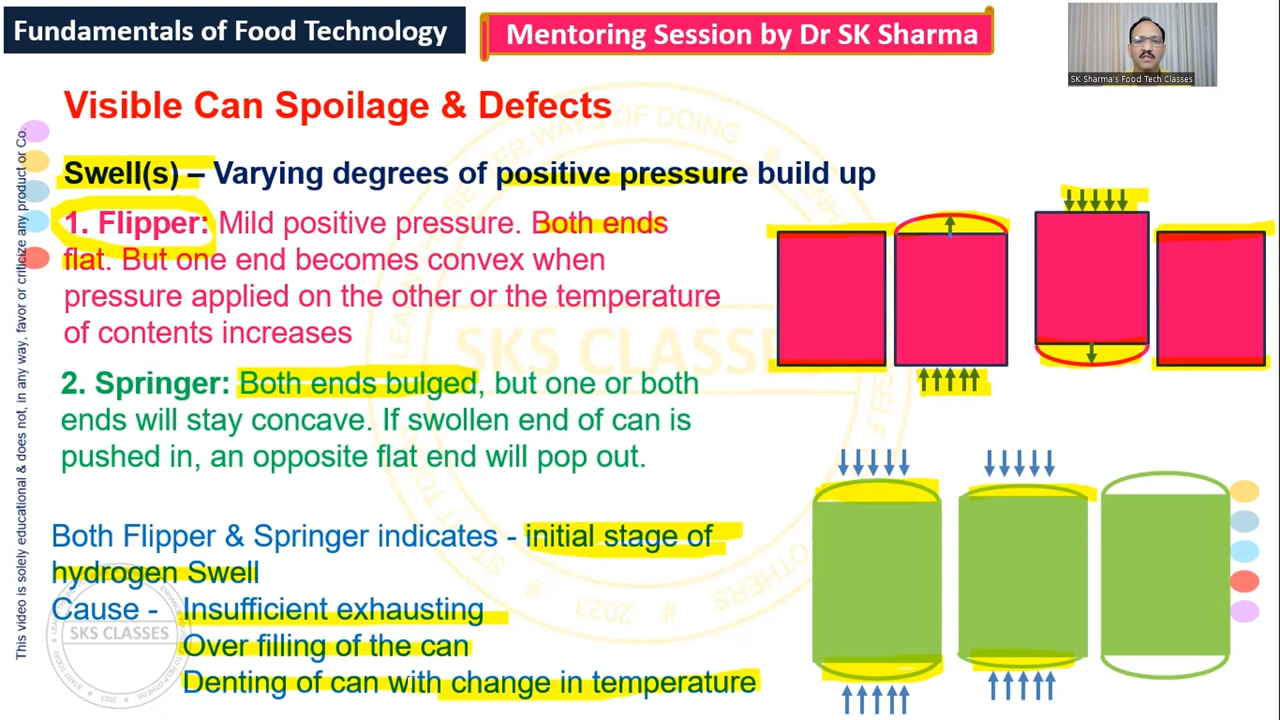 Fundamentals of Food Technology
Mentoring Session by Dr SK Sharma
SK Sharma's Food Tech Classes
Visible Can Spoilage & Defects
Swell(s) – Varying degrees of positive pressure build up
1. Flipper: Mild positive pressure. Both ends
flat. But one end becomes convex when
pressure applied on the other or the temperature
of contents increases
2. Springer: Both ends bulged, but one or both
ends will stay concave. If swollen end of can is
pushed in, an opposite flat end will pop out.
Both Flipper & Springer indicates - initial stage of
hydrogen Swell
Cause - Insufficient exhausting
Over filling of the can
Denting of can with change in temperature
This video is solely educational & does not, in any way, favor or criticize any product or Co.
SKS CLASSES
SKS CLASSES
# 2023 #